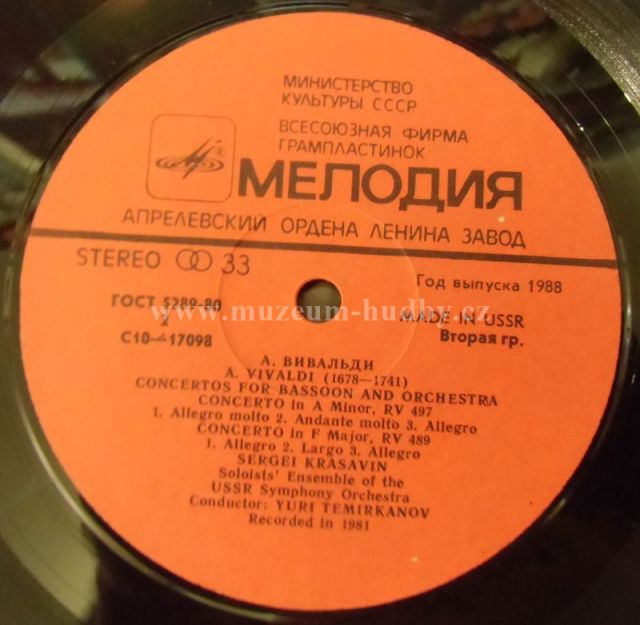 МИНИСТЕРСТВО
КУЛЬТУРЫ СССР
ВСЕСОЮЗНАЯ ФИРМА
ГРАМПЛАСТИНОК
МЕЛОДИЯ
АПРЕЛЕВСКИЙ ОРДЕНА ЛЕНИНА ЗАВОД
STEREO 33
Год выпуска 1988
ГОСТ 5289-80
www.muzeum-hudby.cz
2
MADE IN USSR
С10—17098
Вторая гр.
А. ВИВАЛЬДИ
A. VIVALDI (1678—1741)
CONCERTOS FOR BASSOON AND ORCHESTRA
CONCERTO in A Minor, RV 497
1. Allegro molto 2. Andante molto 3. Allegro
CONCERTO in F Major, RV 489
1. Allegro 2. Largo 3. Allegro
SERGEI KRASAVIN
Soloists' Ensemble of the
USSR Symphony Orchestra
Conductor: YURI TEMIRKANOV
Recorded in 1981